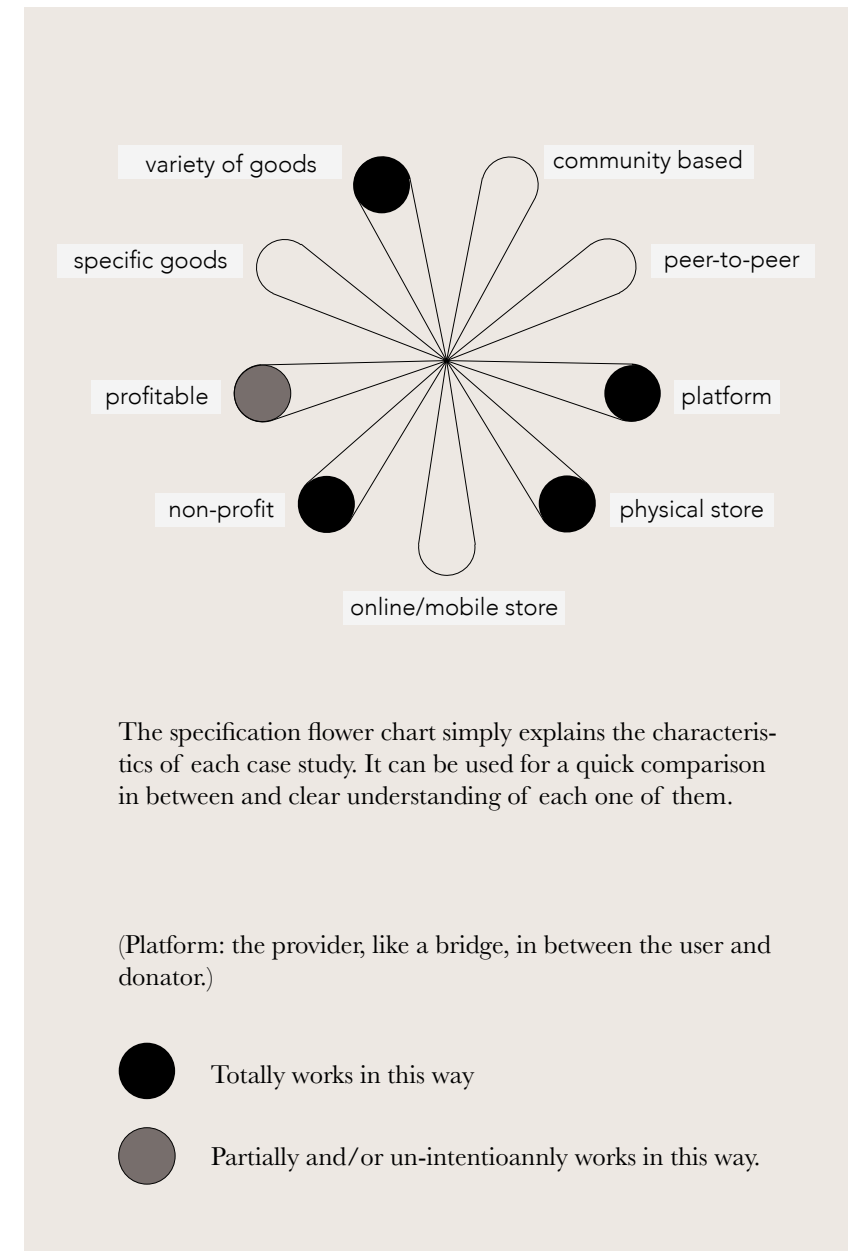 variety of goods
community based
specific goods
peer-to-peer
profitable
platform
non-profit
physical store
online/mobile store
The specification flower chart simply explains the characteris-
tics of each case study. It can be used for a quick comparison
in between and clear understanding of each one of them.
(Platform: the provider, like a bridge, in between the user and
donator.)
Totally works in this way
Partially and/or un-intentioannly works in this way.